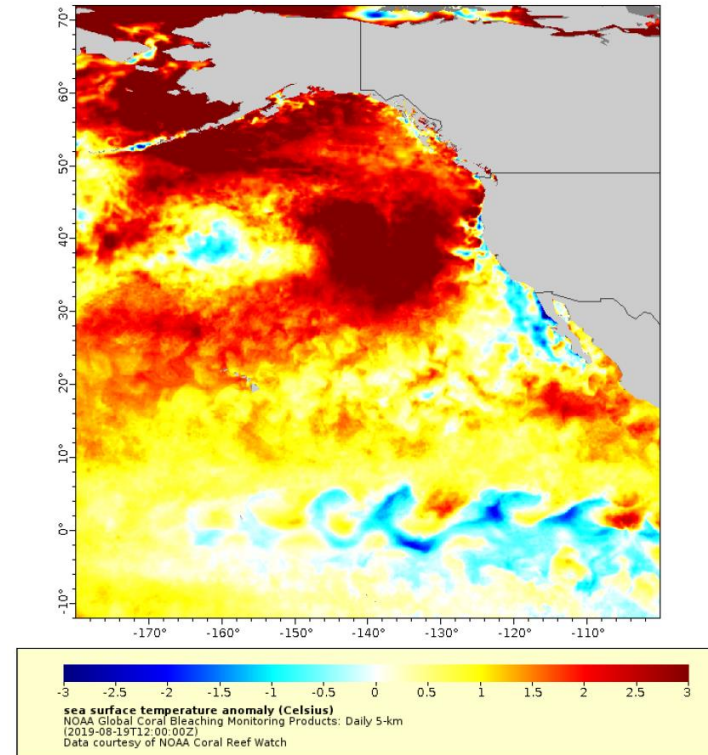 70°
60°
50°
40°
30°
20°
10°
0°
-10°
-170° -160° -150° -140° -130° -120° -110°
-3 -2.5 -2 -1.5 -1 -0.5 0 0.5 1 1.5 2 2.5 3
sea surface temperature anomaly (Celsius)
NOAA Global Coral Bleaching Monitoring Products: Daily 5-km
(2019-08-19T12:00:00Z)
Data courtesy of NOAA Coral Reef Watch